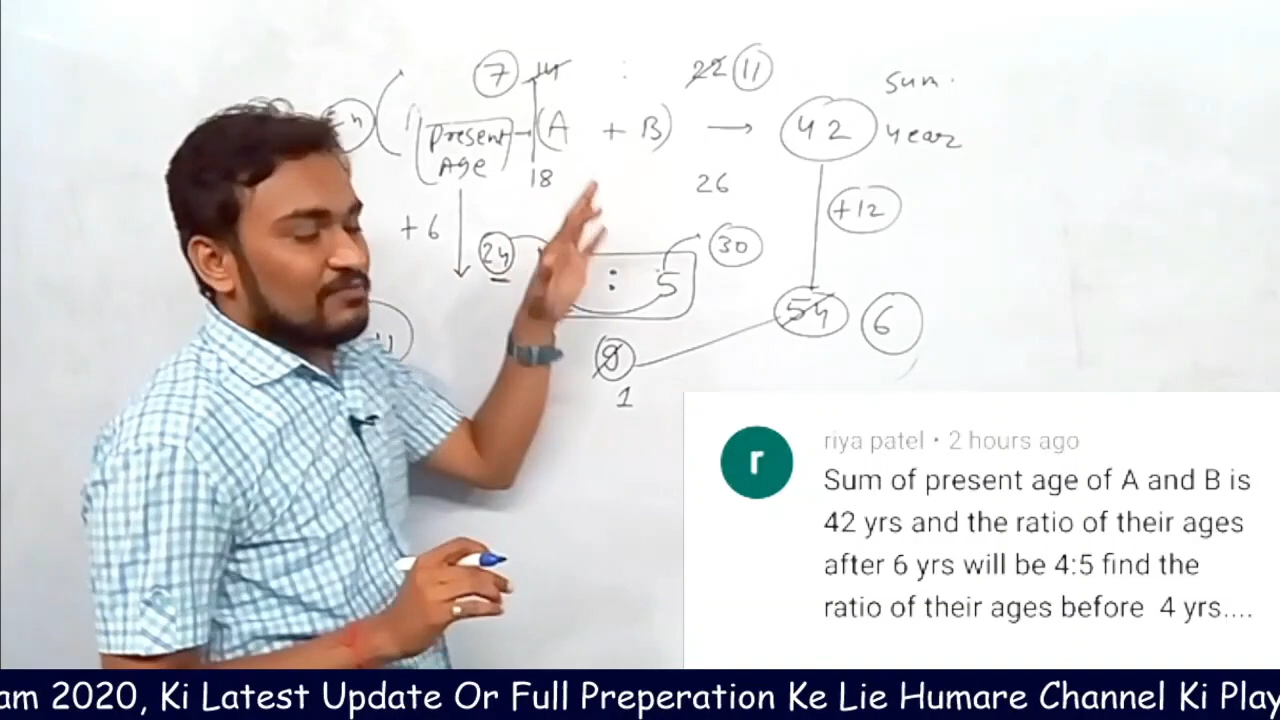 7 14 : 22 11 sum.
Present Age → (A + B) → 42 year
18 26
+6 +12
24 : 5 30
54 6
9
1
r
riya patel • 2 hours ago
Sum of present age of A and B is
42 yrs and the ratio of their ages
after 6 yrs will be 4:5 find the
ratio of their ages before 4 yrs....
am 2020, Ki Latest Update Or Full Preperation Ke Lie Humare Channel Ki Play